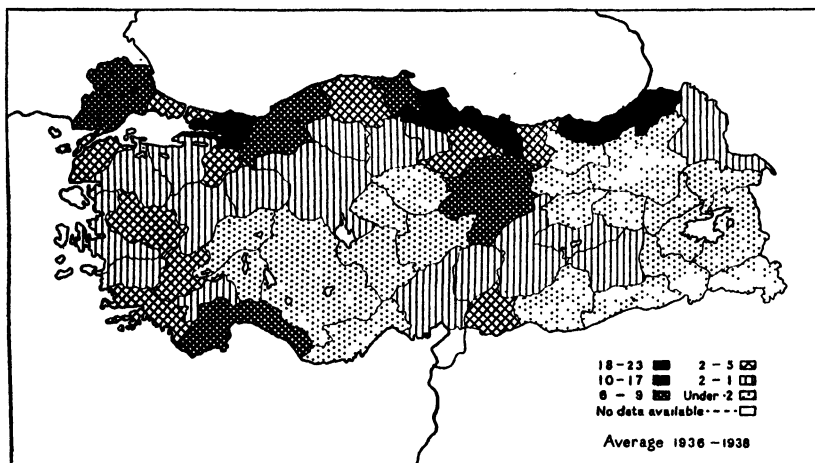 18-23 2 - 5
10-17 ·2 - 1
6 - 9 Under ·2
No data available
Average 1936-1938